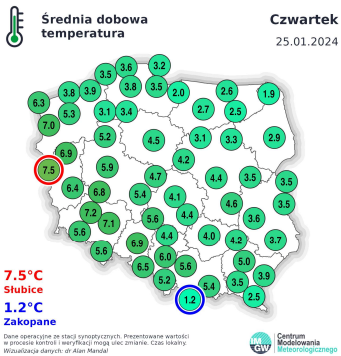 Średnia dobowa
temperatura
Czwartek
25.01.2024
3.5 3.6 3.2
3.8 3.9 3.8 3.5 2.0 2.6 1.9
6.3 5.3 3.1 3.4 2.7 2.5
7.0 5.2 4.5 3.1 3.3 2.9
6.9 5.9 4.2
7.5 4.7 4.4 3.5 3.5
6.4 6.8 5.4 4.1 4.6 3.5
7.2 7.1 5.6 4.4 3.6
5.6 6.9 4.4 4.0 4.2 3.7
5.6 6.5 6.0 5.6 5.0
5.2 5.4 3.5 3.9
1.2 2.5
7.5°C
Słubice
1.2°C
Zakopane
Dane operacyjne ze stacji synoptycznych. Prezentowane wartości
w procesie kontroli i weryfikacji mogą ulec zmianie. Czas lokalny.
Wizualizacja danych: dr Alan Mandal
IMGW
Centrum
Modelowania
Meteorologicznego